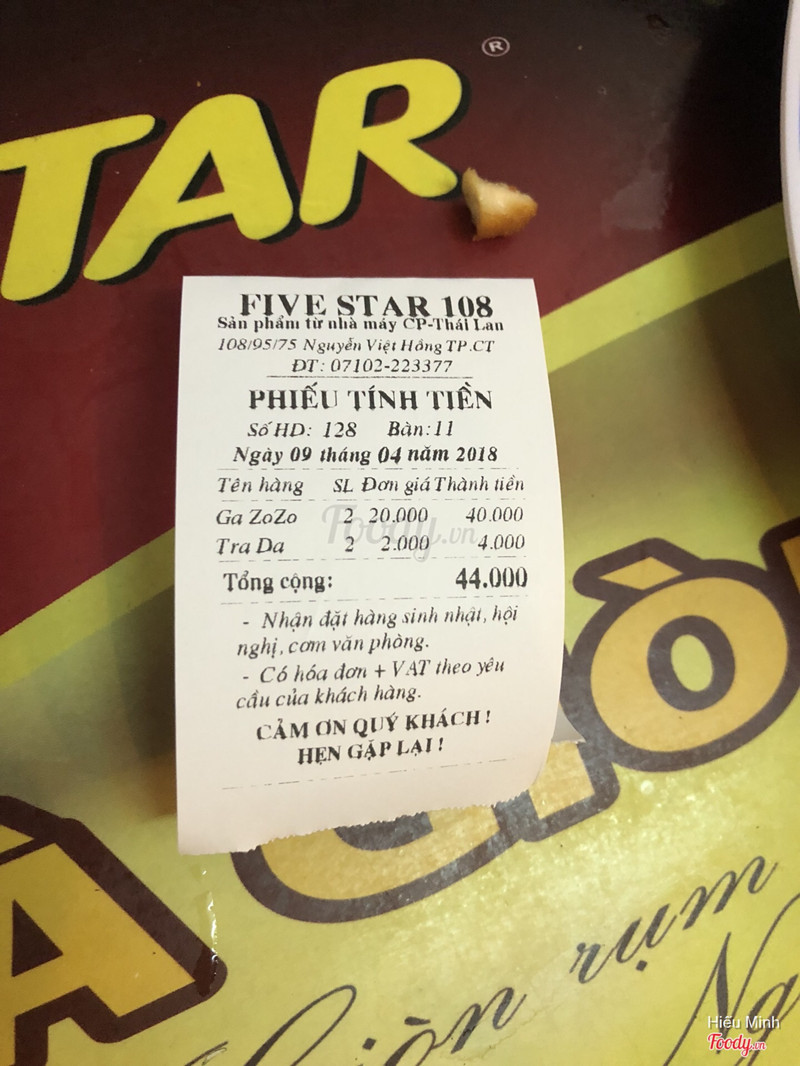 TAR ®
FIVE STAR 108
Sản phẩm từ nhà máy CP-Thái Lan
108/95/75 Nguyễn Việt Hồng TP.CT
ĐT: 07102-223377
PHIẾU TÍNH TIỀN
Số HD: 128 Bàn:11
Ngày 09 tháng 04 năm 2018
Tên hàng SL Đơn giá Thành tiền
Ga ZoZo 2 20.000 40.000
Foody.vn
Tra Da 2 2.000 4.000
Tổng cộng: 44.000
- Nhận đặt hàng sinh nhật, hội
nghị, cơm văn phòng.
- Có hóa đơn + VAT theo yêu
cầu của khách hàng.
CẢM ƠN QUÝ KHÁCH !
HẸN GẶP LẠI !
Giòn rụm
Ng
Hiếu Minh
Foody.vn